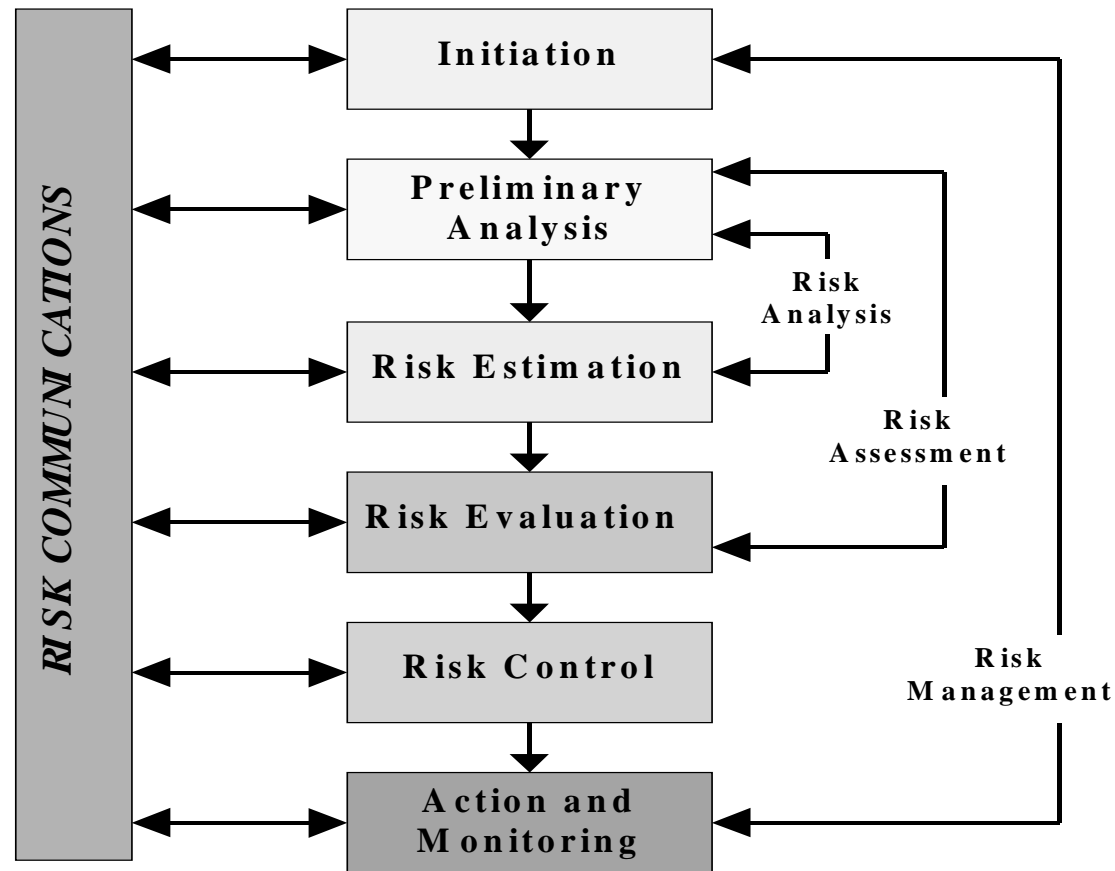 RISK COMMUNICATIONS
Initiation
Preliminary
Analysis
Risk
Analysis
Risk Estimation
Risk
Assessment
Risk Evaluation
Risk Control
Risk
Management
Action and
Monitoring